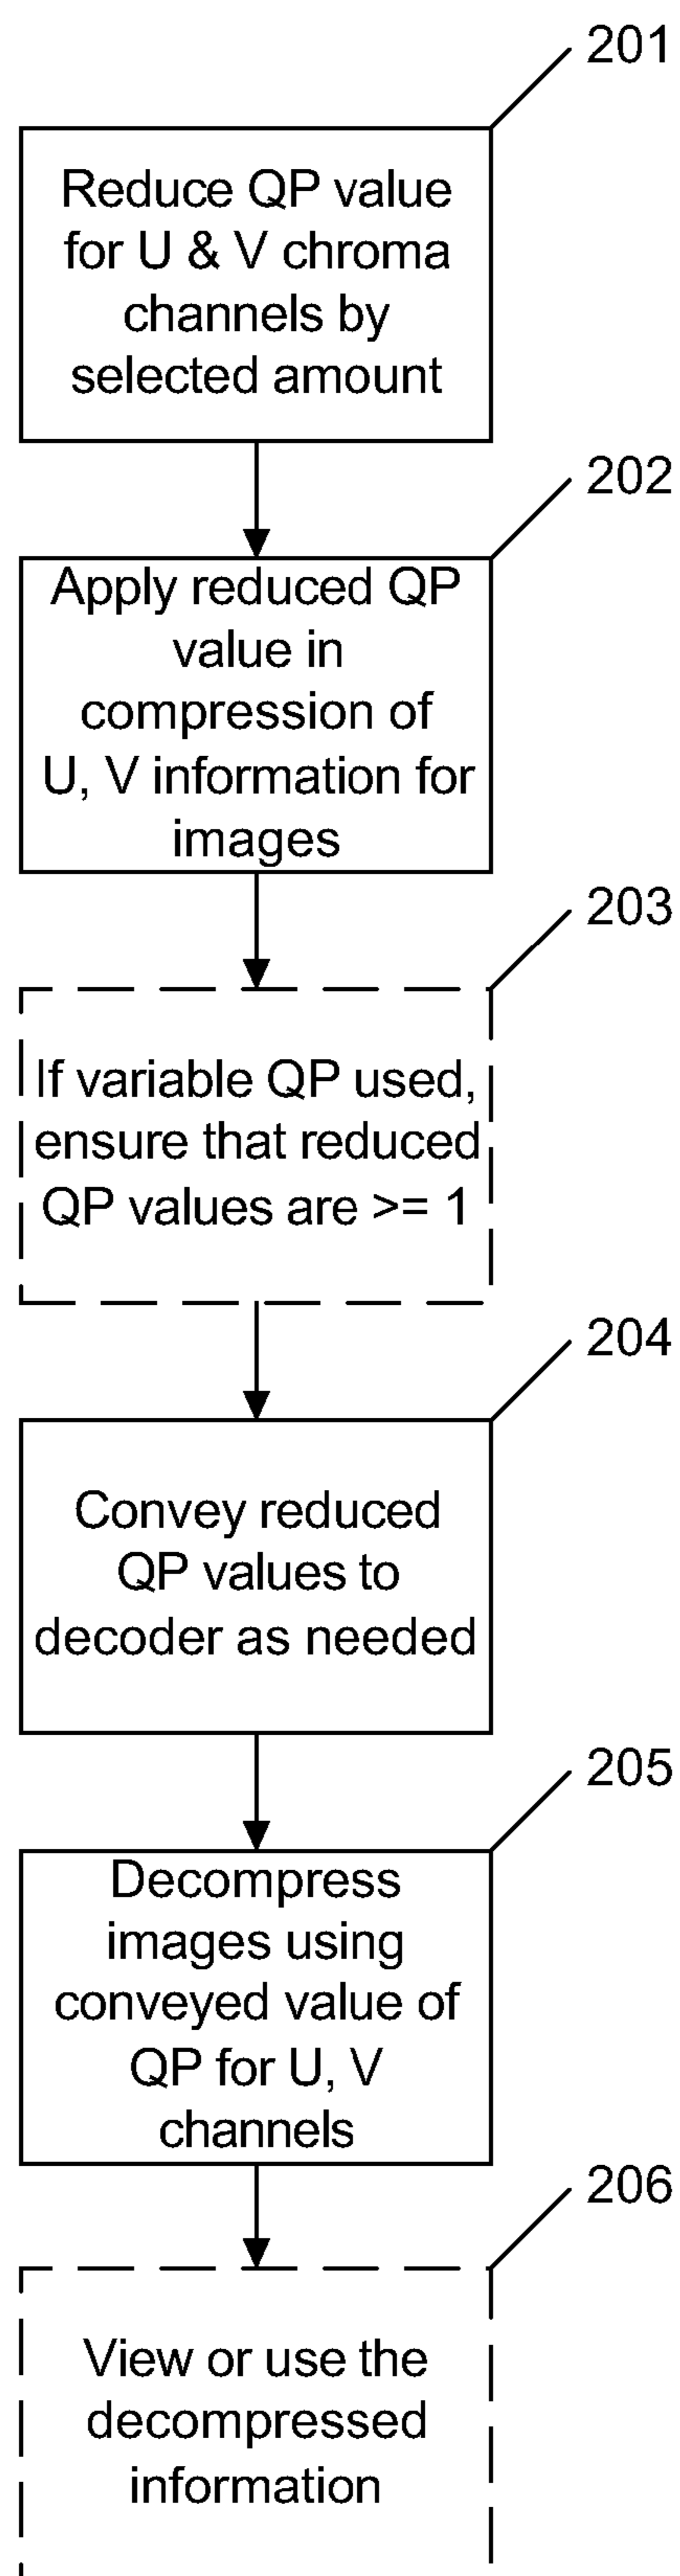 201
Reduce QP value
for U & V chroma
channels by
selected amount
202
Apply reduced QP
value in
compression of
U, V information for
images
203
If variable QP used,
ensure that reduced
QP values are >= 1
204
Convey reduced
QP values to
decoder as needed
205
Decompress
images using
conveyed value of
QP for U, V
channels
206
View or use the
decompressed
information